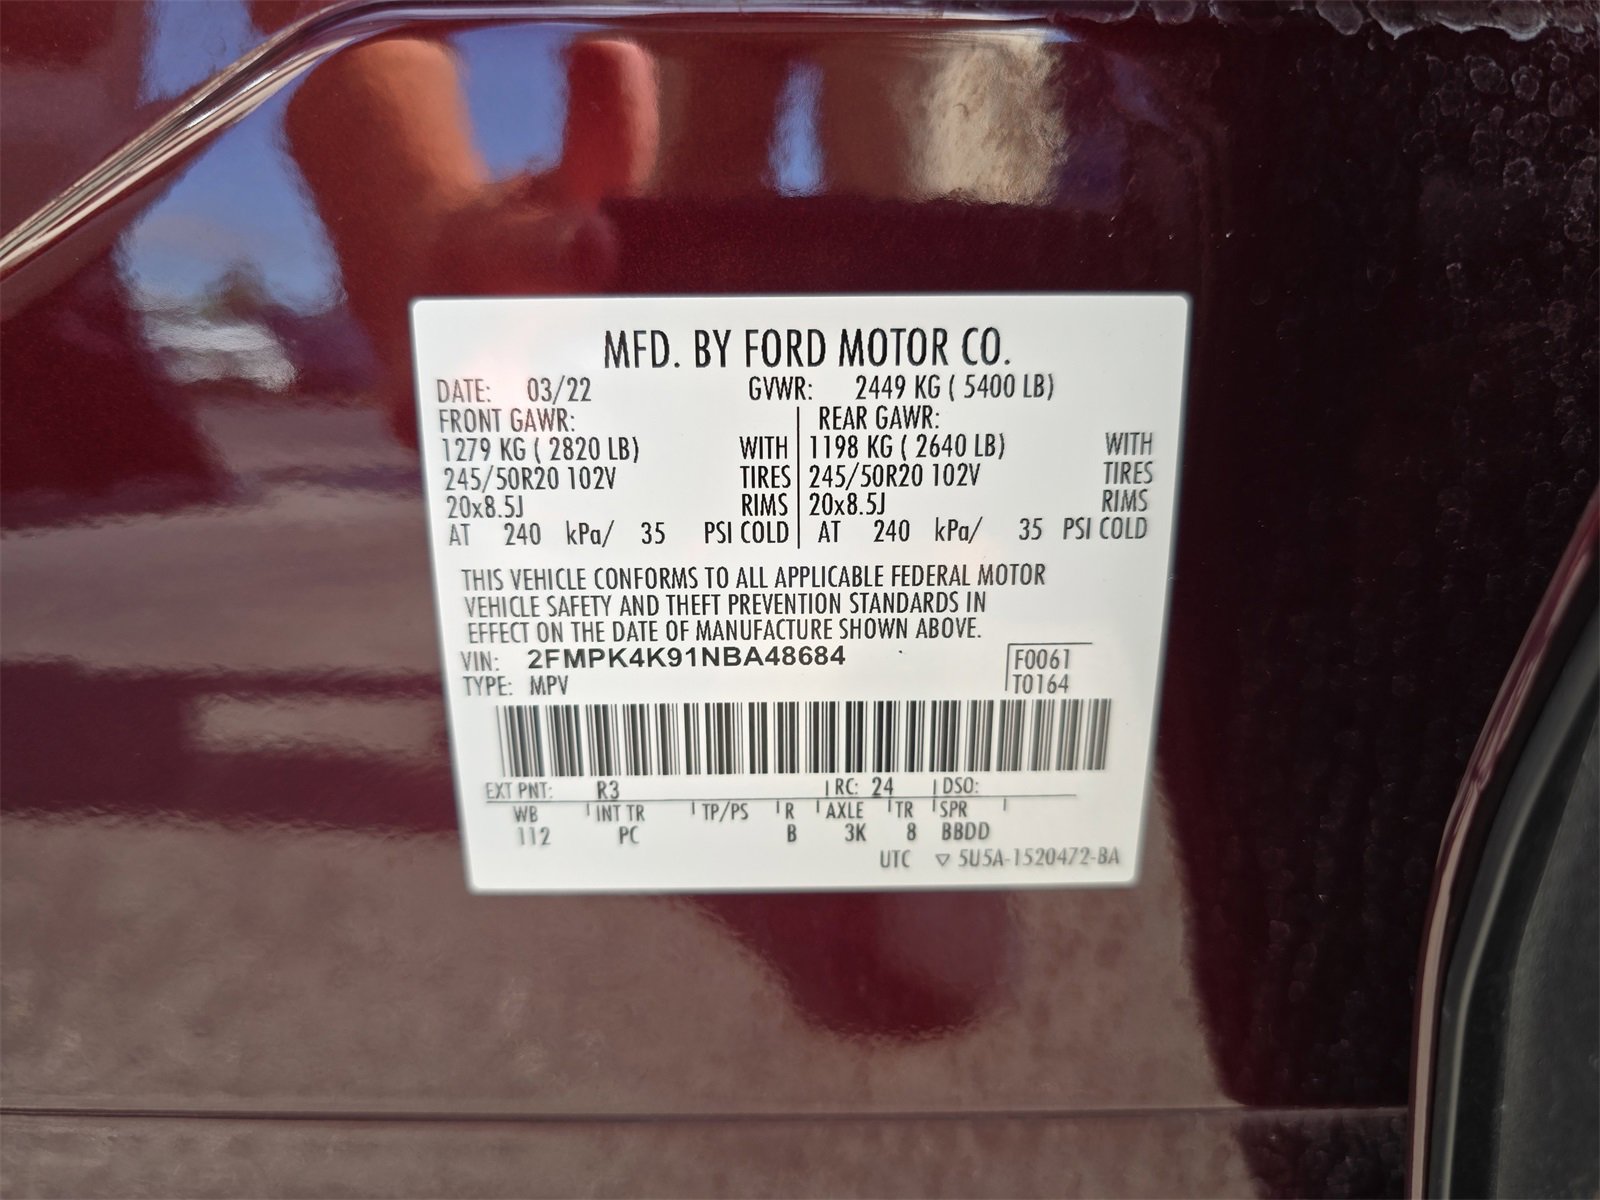 MFD. BY FORD MOTOR CO.
DATE: 03/22 GVWR: 2449 KG ( 5400 LB)
FRONT GAWR: REAR GAWR:
1279 KG ( 2820 LB) WITH 1198 KG ( 2640 LB) WITH
245/50R20 102V TIRES 245/50R20 102V TIRES
20x8.5J RIMS 20x8.5J RIMS
AT 240 kPa/ 35 PSI COLD AT 240 kPa/ 35 PSI COLD
THIS VEHICLE CONFORMS TO ALL APPLICABLE FEDERAL MOTOR
VEHICLE SAFETY AND THEFT PREVENTION STANDARDS IN
EFFECT ON THE DATE OF MANUFACTURE SHOWN ABOVE.
VIN: 2FMPK4K91NBA48684 F0061
TYPE: MPV T0164
EXT PNT: R3 RC: 24 DSO:
WB INT TR TP/PS R AXLE TR SPR
112 PC B 3K 8 BBDD
UTC ▽ 5U5A-1520472-BA